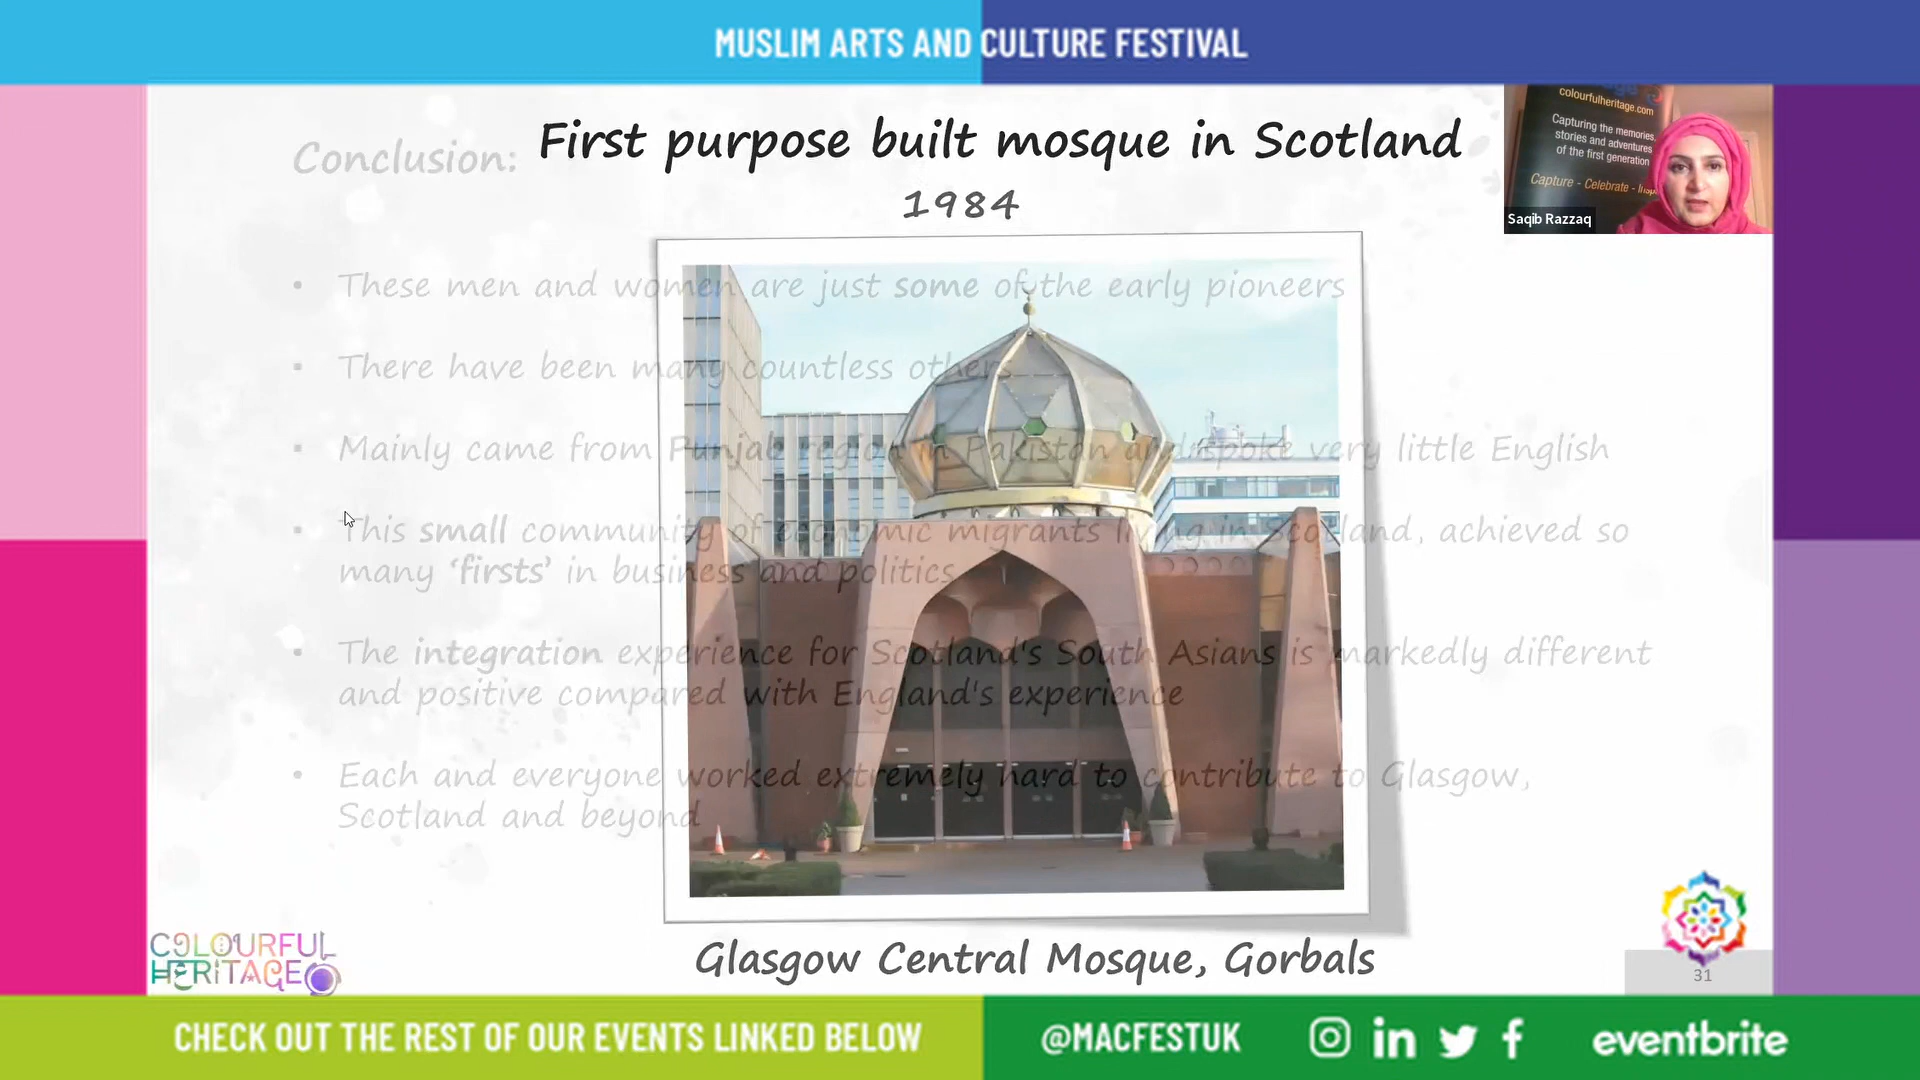 MUSLIM ARTS AND CULTURE FESTIVAL
Conclusion:
First purpose built mosque in Scotland
1984
colourfulheritage.com
Capturing the memories,
stories and adventures
of the first generation
Capture - Celebrate -
Saqib Razzaq
• These men and women are just some of the early pioneers
• There have been many countless others
• Mainly came from Punjab region in Pakistan and spoke very little English
• This small community of economic migrants living in Scotland, achieved so
many ‘firsts’ in business and politics
• The integration experience for Scotland's South Asians is markedly different
and positive compared with England's experience
• Each and everyone worked extremely hard to contribute to Glasgow,
Scotland and beyond
Glasgow Central Mosque, Gorbals
COLOURFUL
HERITAGE
31
CHECK OUT THE REST OF OUR EVENTS LINKED BELOW
@MACFESTUK
eventbrite